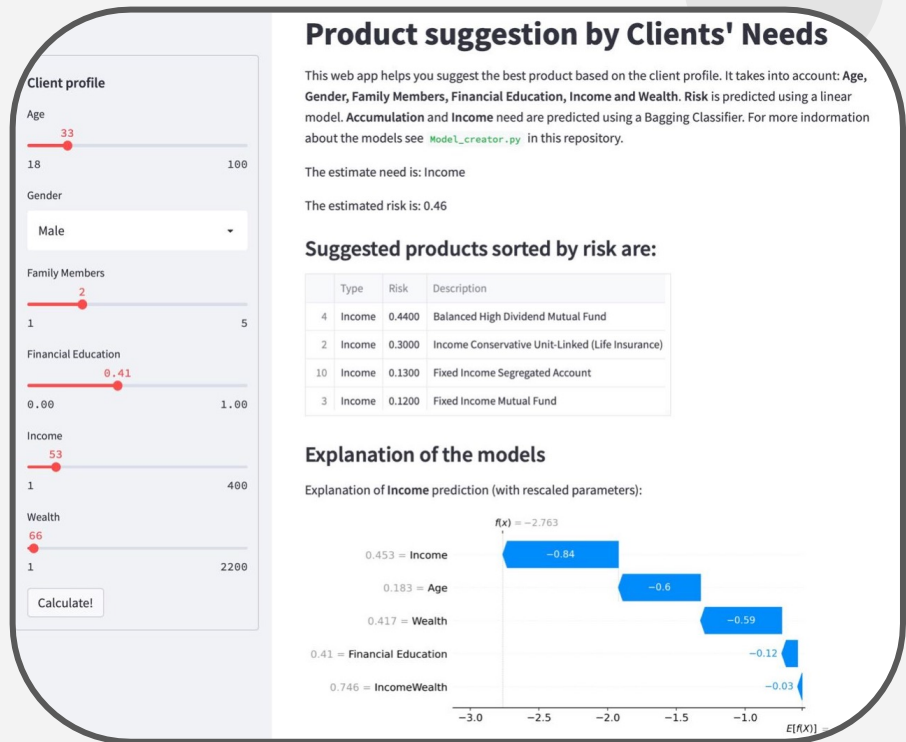 Client profile
Age
33
18 100
Gender
Male
Family Members
2
1 5
Financial Education
0.41
0.00 1.00
Income
53
1 400
Wealth
66
1 2200
Calculate!
Product suggestion by Clients' Needs
This web app helps you suggest the best product based on the client profile. It takes into account: Age,
Gender, Family Members, Financial Education, Income and Wealth. Risk is predicted using a linear
model. Accumulation and Income need are predicted using a Bagging Classifier. For more indormation
about the models see Model_creator.py in this repository.
The estimate need is: Income
The estimated risk is: 0.46
Suggested products sorted by risk are:
Type Risk Description
4 Income 0.4400 Balanced High Dividend Mutual Fund
2 Income 0.3000 Income Conservative Unit-Linked (Life Insurance)
10 Income 0.1300 Fixed Income Segregated Account
3 Income 0.1200 Fixed Income Mutual Fund
Explanation of the models
Explanation of Income prediction (with rescaled parameters):
f(x) = −2.763
0.453 = Income −0.84
0.183 = Age −0.6
0.417 = Wealth −0.59
0.41 = Financial Education −0.12
0.746 = IncomeWealth −0.03
−3.0 −2.5 −2.0 −1.5 −1.0
E[f(X)] =